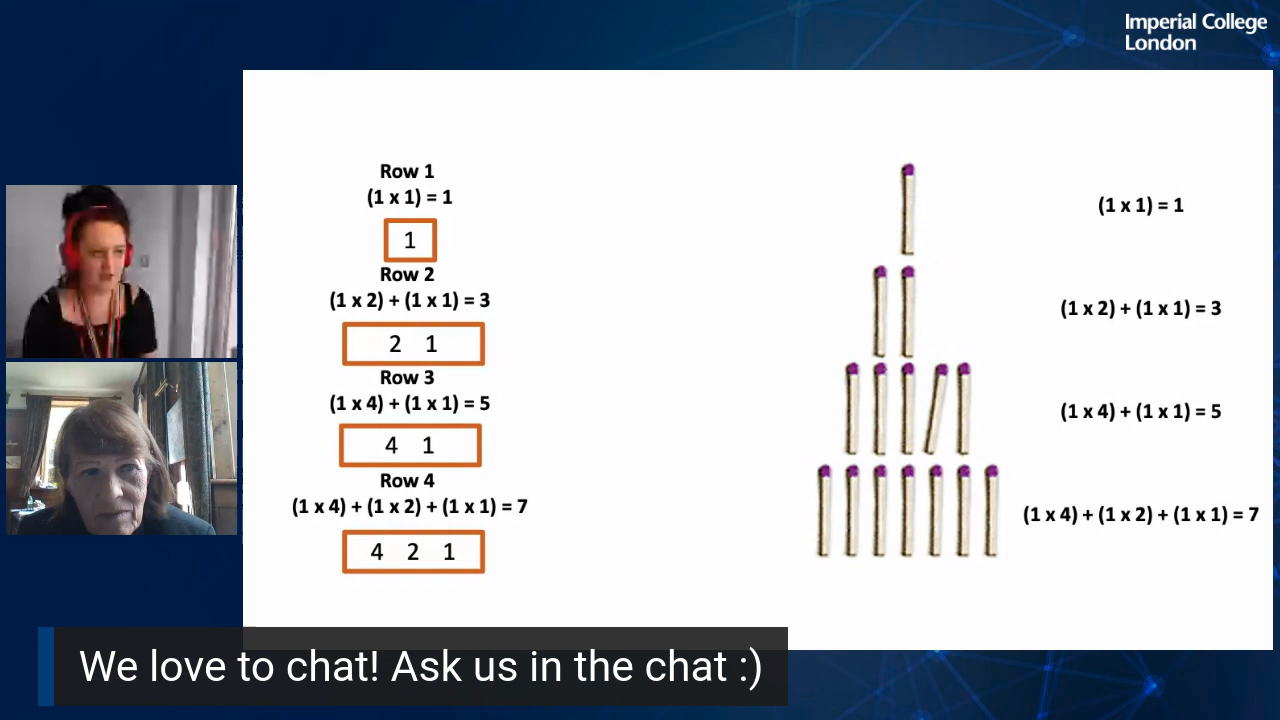 Imperial College
London
Row 1
(1 x 1) = 1
1
Row 2
(1 x 2) + (1 x 1) = 3
2 1
Row 3
(1 x 4) + (1 x 1) = 5
4 1
Row 4
(1 x 4) + (1 x 2) + (1 x 1) = 7
4 2 1
(1 x 1) = 1
(1 x 2) + (1 x 1) = 3
(1 x 4) + (1 x 1) = 5
(1 x 4) + (1 x 2) + (1 x 1) = 7
We love to chat! Ask us in the chat :)